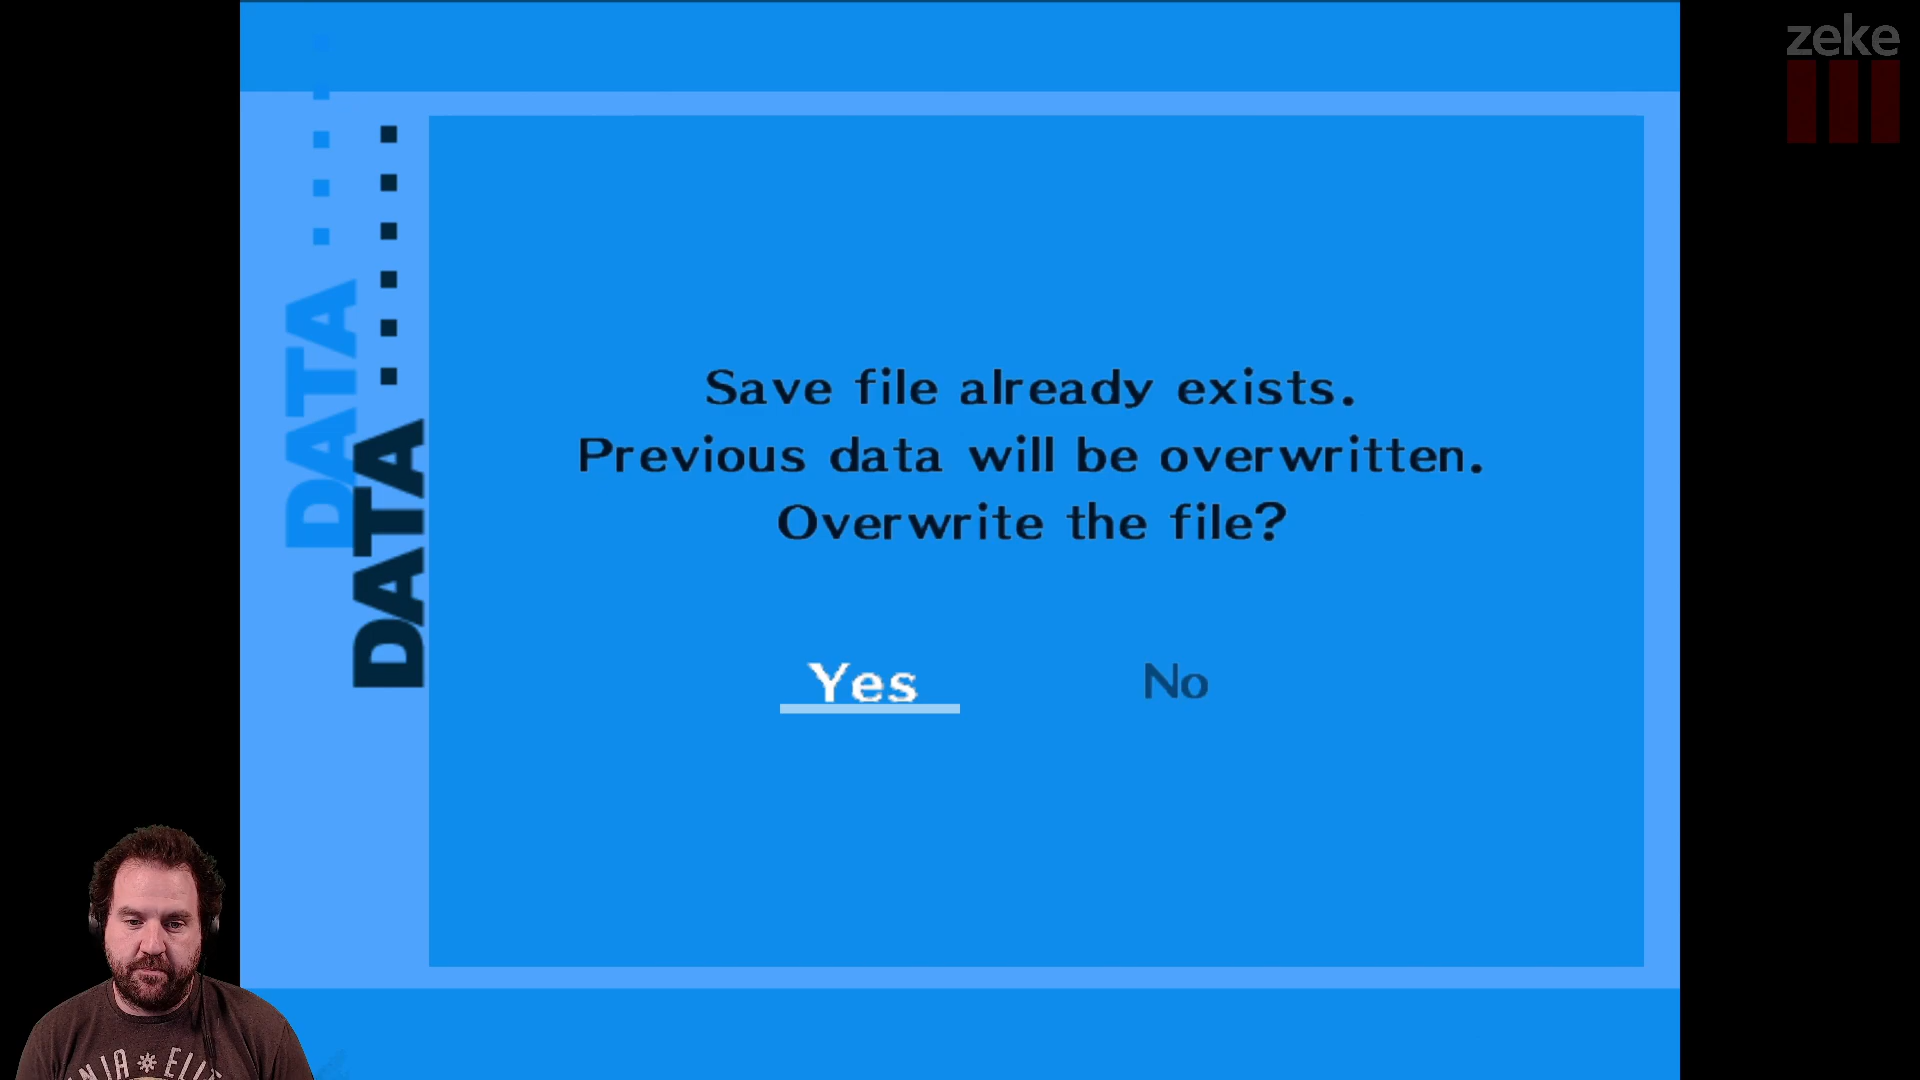 zeke
DATA
DATA
Save file already exists.
Previous data will be overwritten.
Overwrite the file?
Yes No